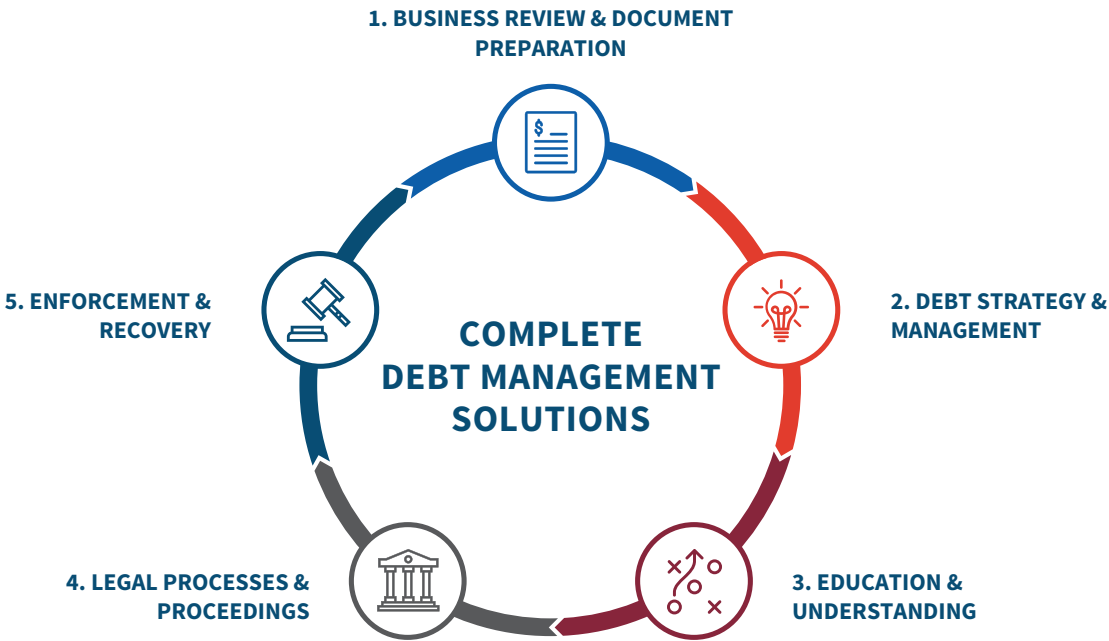 1. BUSINESS REVIEW & DOCUMENT
PREPARATION
$
5. ENFORCEMENT &
RECOVERY
COMPLETE
DEBT MANAGEMENT
SOLUTIONS
2. DEBT STRATEGY &
MANAGEMENT
4. LEGAL PROCESSES &
PROCEEDINGS
3. EDUCATION &
UNDERSTANDING